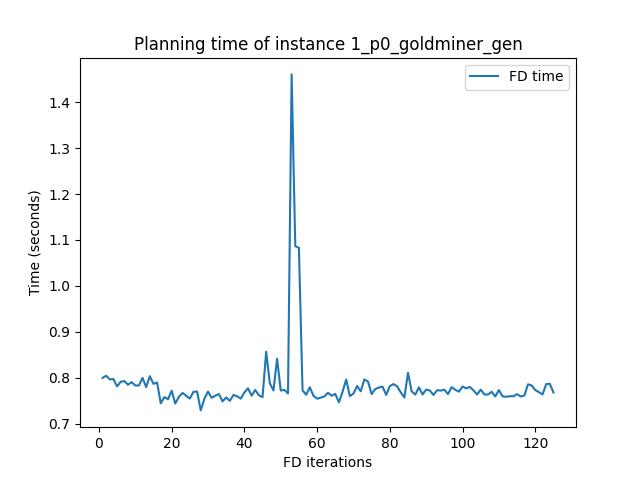 Planning time of instance 1_p0_goldminer_gen
FD time
1.4
1.3
1.2
1.1
1.0
0.9
0.8
0.7
Time (seconds)
0 20 40 60 80 100 120
FD iterations